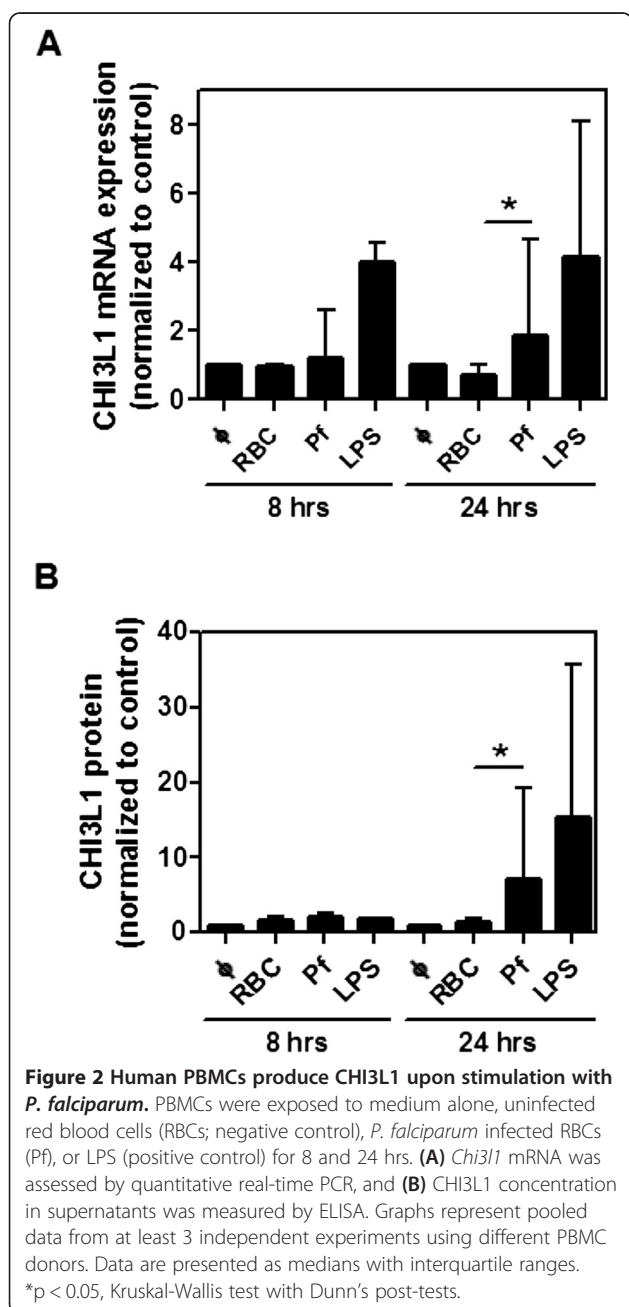 A
CHI3L1 mRNA expression
(normalized to control)
8
6
4
2
0
*
ϕ RBC Pf LPS ϕ RBC Pf LPS
8 hrs 24 hrs
B
CHI3L1 protein
(normalized to control)
40
30
20
10
0
*
ϕ RBC Pf LPS ϕ RBC Pf LPS
8 hrs 24 hrs
Figure 2 Human PBMCs produce CHI3L1 upon stimulation with
P. falciparum. PBMCs were exposed to medium alone, uninfected
red blood cells (RBCs; negative control), P. falciparum infected RBCs
(Pf), or LPS (positive control) for 8 and 24 hrs. (A) Chi3l1 mRNA was
assessed by quantitative real-time PCR, and (B) CHI3L1 concentration
in supernatants was measured by ELISA. Graphs represent pooled
data from at least 3 independent experiments using different PBMC
donors. Data are presented as medians with interquartile ranges.
*p < 0.05, Kruskal-Wallis test with Dunn’s post-tests.